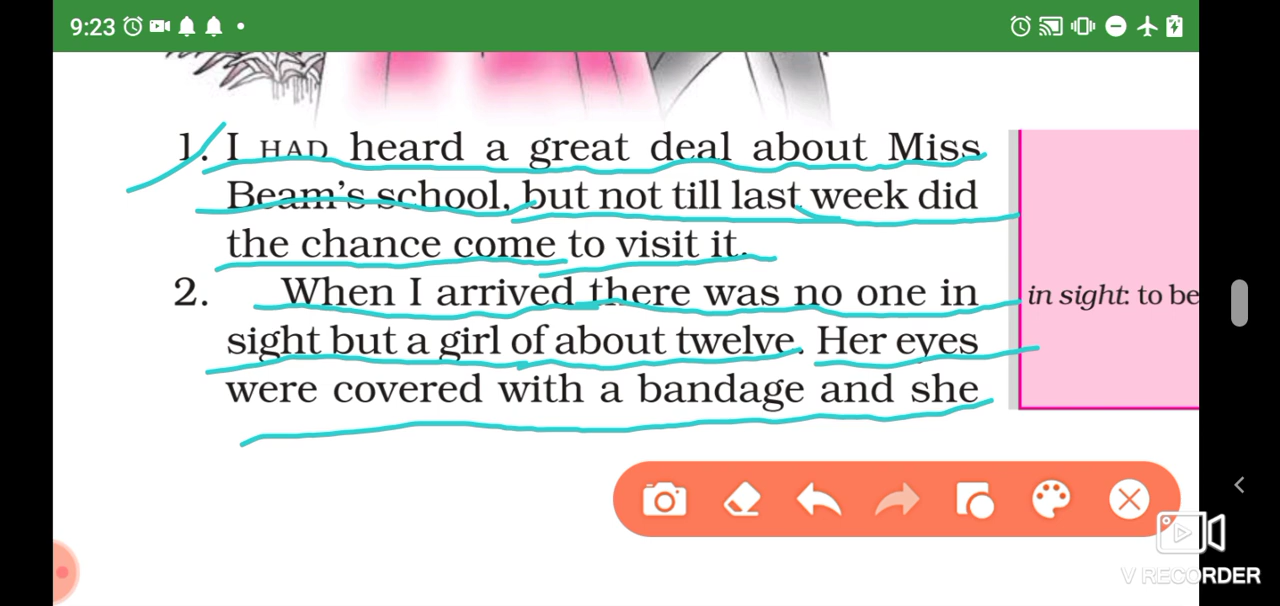 9:23
1. I HAD heard a great deal about Miss
Beam's school, but not till last week did
the chance come to visit it.
2. When I arrived there was no one in
in sight: to be
sight but a girl of about twelve. Her eyes
were covered with a bandage and she
V RECORDER